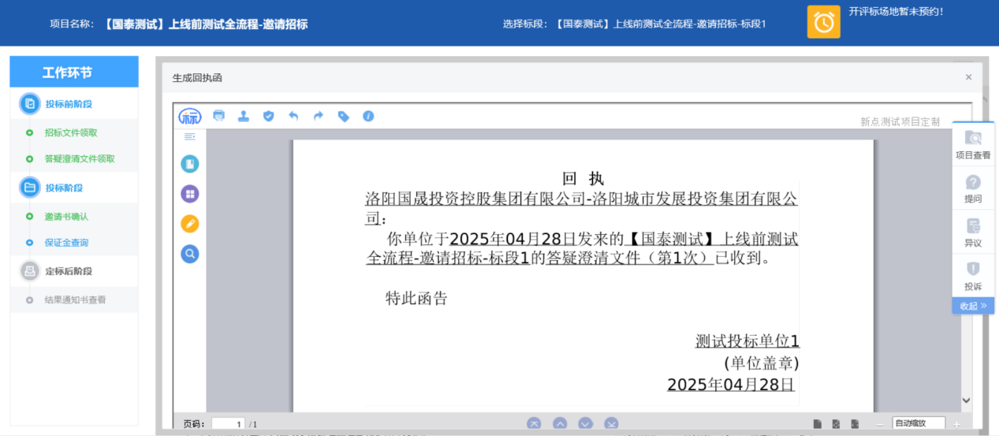 项目名称：【国泰测试】上线前测试全流程-邀请招标
选择标段：【国泰测试】上线前测试全流程-邀请招标-标段1
开评标场地暂未预约！
工作环节
投标前阶段
招标文件领取
答疑澄清文件领取
投标阶段
邀请书确认
保证金查询
定标后阶段
结果通知书查看
生成回执函
×
标
新点测试项目定制
回 执
洛阳国晟投资控股集团有限公司-洛阳城市发展投资集团有限公
司：
你单位于2025年04月28日发来的【国泰测试】上线前测试
全流程-邀请招标-标段1的答疑澄清文件（第1次）已收到。
特此函告
测试投标单位1
(单位盖章)
2025年04月28日
页码： 1 /1
自动缩放
项目查看
提问
异议
投诉
收起 »